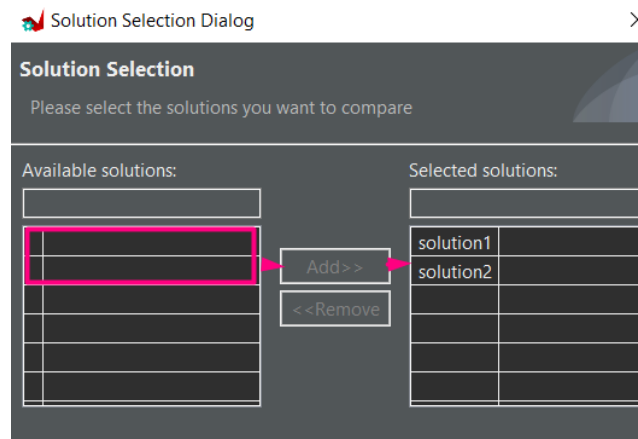 Solution Selection Dialog
Solution Selection
Please select the solutions you want to compare
Available solutions:
Selected solutions:
solution1
Add>>
solution2
<<Remove